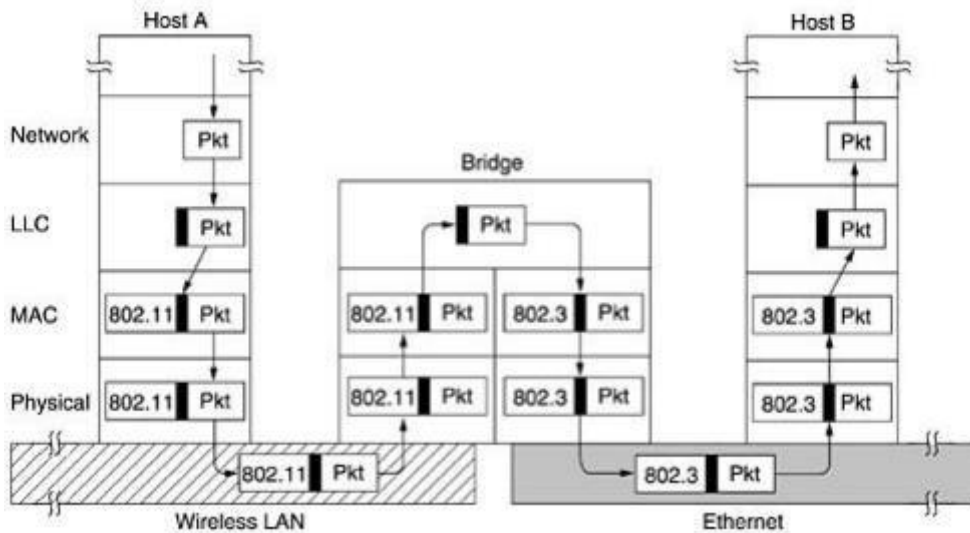 Host A
Host B
Network
Pkt
Pkt
Bridge
LLC
Pkt
Pkt
Pkt
MAC
802.11 Pkt
802.11 Pkt
802.3 Pkt
802.3 Pkt
Physical
802.11 Pkt
802.11 Pkt
802.3 Pkt
802.3 Pkt
802.11 Pkt
802.3 Pkt
Wireless LAN
Ethernet